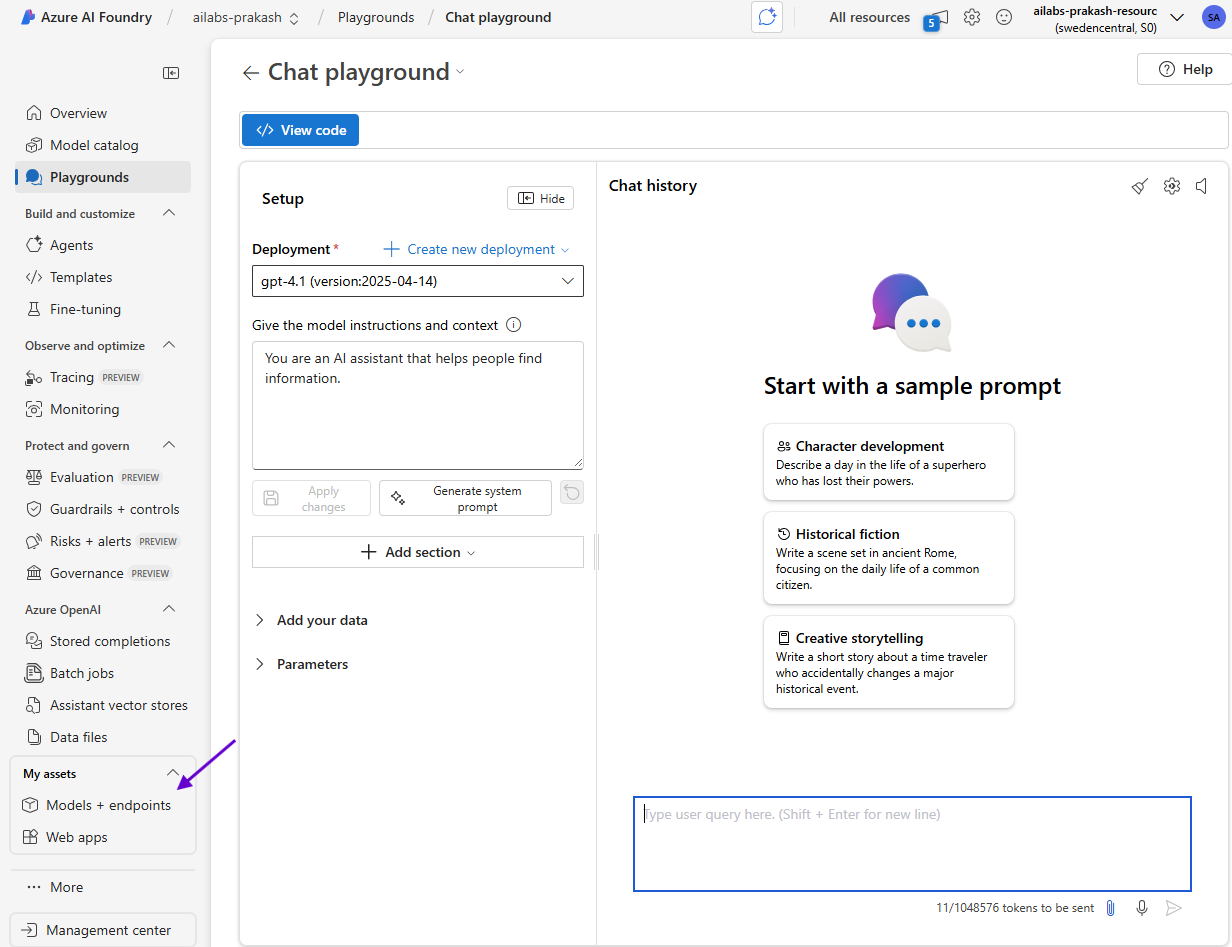 Azure AI Foundry / ailabs-prakash / Playgrounds / Chat playground
All resources
5
ailabs-prakash-resourc
(swedencentral, S0)
SA
Overview
Model catalog
Playgrounds
Build and customize
Agents
Templates
Fine-tuning
Observe and optimize
Tracing PREVIEW
Monitoring
Protect and govern
Evaluation PREVIEW
Guardrails + controls
Risks + alerts PREVIEW
Governance PREVIEW
Azure OpenAI
Stored completions
Batch jobs
Assistant vector stores
Data files
My assets
Models + endpoints
Web apps
More
Management center
Chat playground
Help
View code
Setup
Hide
Deployment * Create new deployment
gpt-4.1 (version:2025-04-14)
Give the model instructions and context
You are an AI assistant that helps people find
information.
Apply
changes
Generate system
prompt
Add section
Add your data
Parameters
Chat history
Start with a sample prompt
Character development
Describe a day in the life of a superhero
who has lost their powers.
Historical fiction
Write a scene set in ancient Rome,
focusing on the daily life of a common
citizen.
Creative storytelling
Write a short story about a time traveler
who accidentally changes a major
historical event.
Type user query here. (Shift + Enter for new line)
11/1048576 tokens to be sent